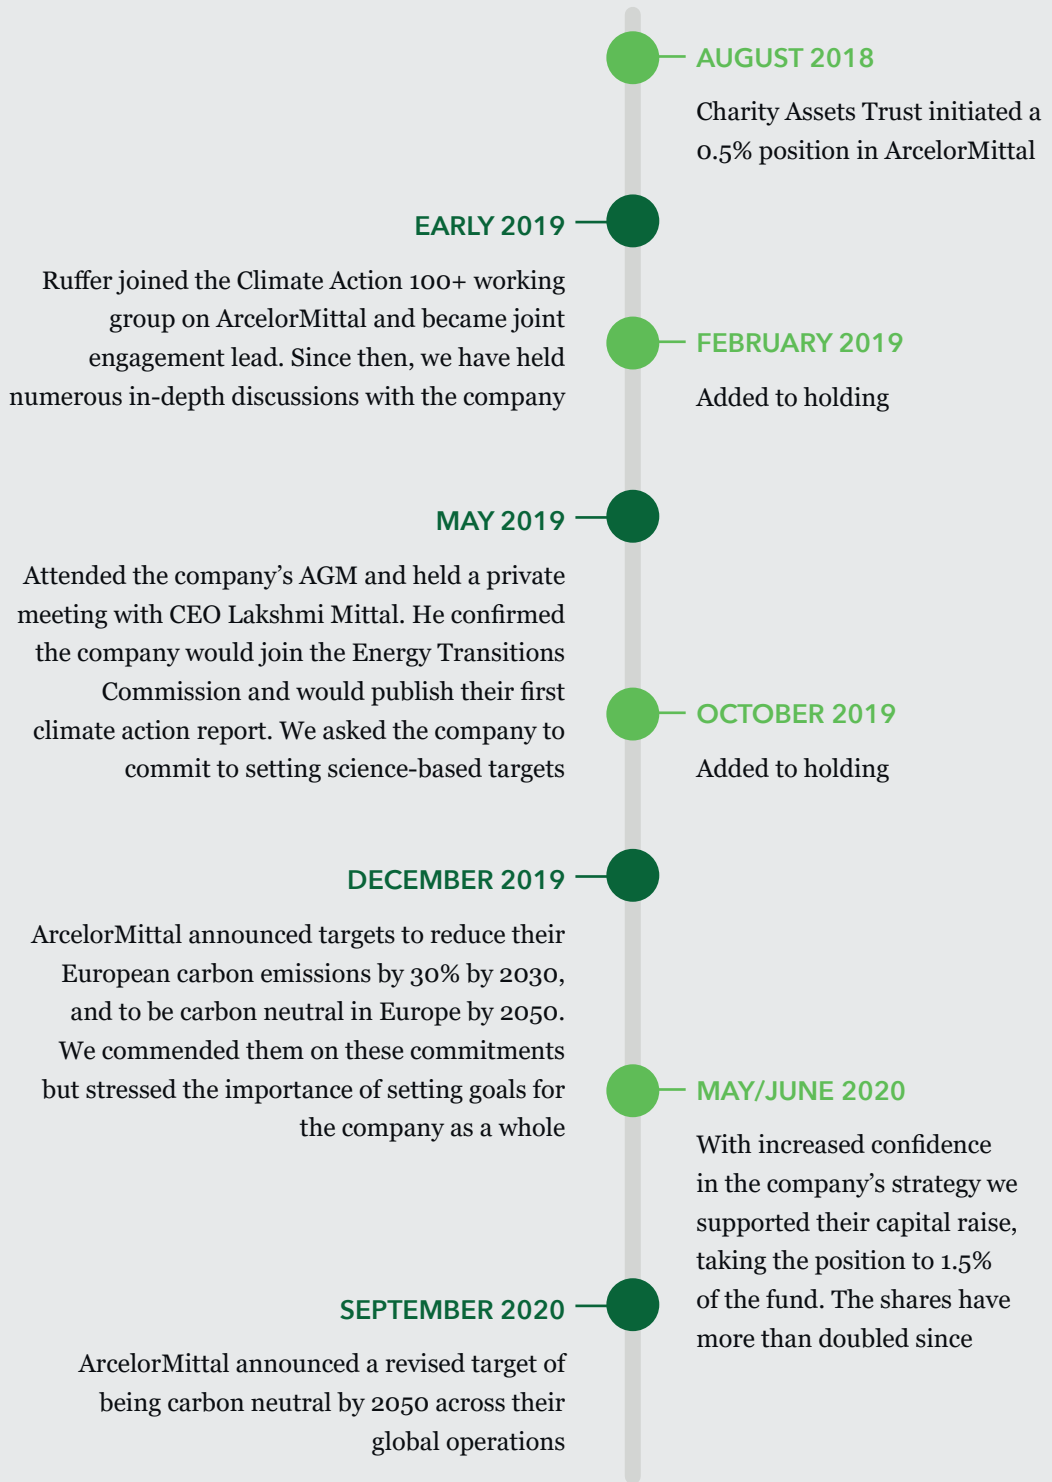 AUGUST 2018
Charity Assets Trust initiated a
0.5% position in ArcelorMittal
EARLY 2019
Ruffer joined the Climate Action 100+ working
group on ArcelorMittal and became joint
engagement lead. Since then, we have held
numerous in-depth discussions with the company
FEBRUARY 2019
Added to holding
MAY 2019
Attended the company’s AGM and held a private
meeting with CEO Lakshmi Mittal. He confirmed
the company would join the Energy Transitions
Commission and would publish their first
climate action report. We asked the company to
commit to setting science-based targets
OCTOBER 2019
Added to holding
DECEMBER 2019
ArcelorMittal announced targets to reduce their
European carbon emissions by 30% by 2030,
and to be carbon neutral in Europe by 2050.
We commended them on these commitments
but stressed the importance of setting goals for
the company as a whole
MAY/JUNE 2020
With increased confidence
in the company’s strategy we
supported their capital raise,
taking the position to 1.5%
of the fund. The shares have
more than doubled since
SEPTEMBER 2020
ArcelorMittal announced a revised target of
being carbon neutral by 2050 across their
global operations